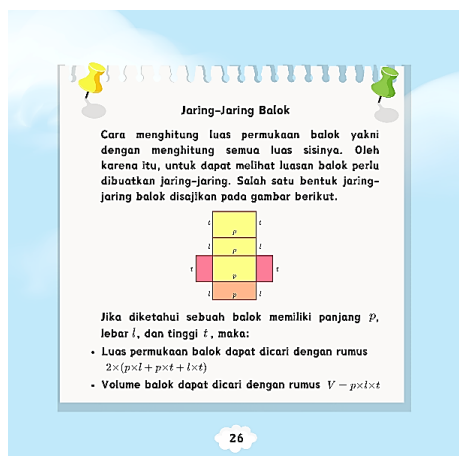 Jaring-Jaring Balok
Cara menghitung luas permukaan balok yakni
dengan menghitung semua luas sisinya. Oleh
karena itu, untuk dapat melihat luasan balok perlu
dibuatkan jaring-jaring. Salah satu bentuk jaring-
jaring balok disajikan pada gambar berikut.
t t
p
l l
p
t t
p
l l
p
Jika diketahui sebuah balok memiliki panjang p,
lebar l, dan tinggi t, maka:
• Luas permukaan balok dapat dicari dengan rumus
2×(p×l + p×t + l×t)
• Volume balok dapat dicari dengan rumus V = p×l×t
26